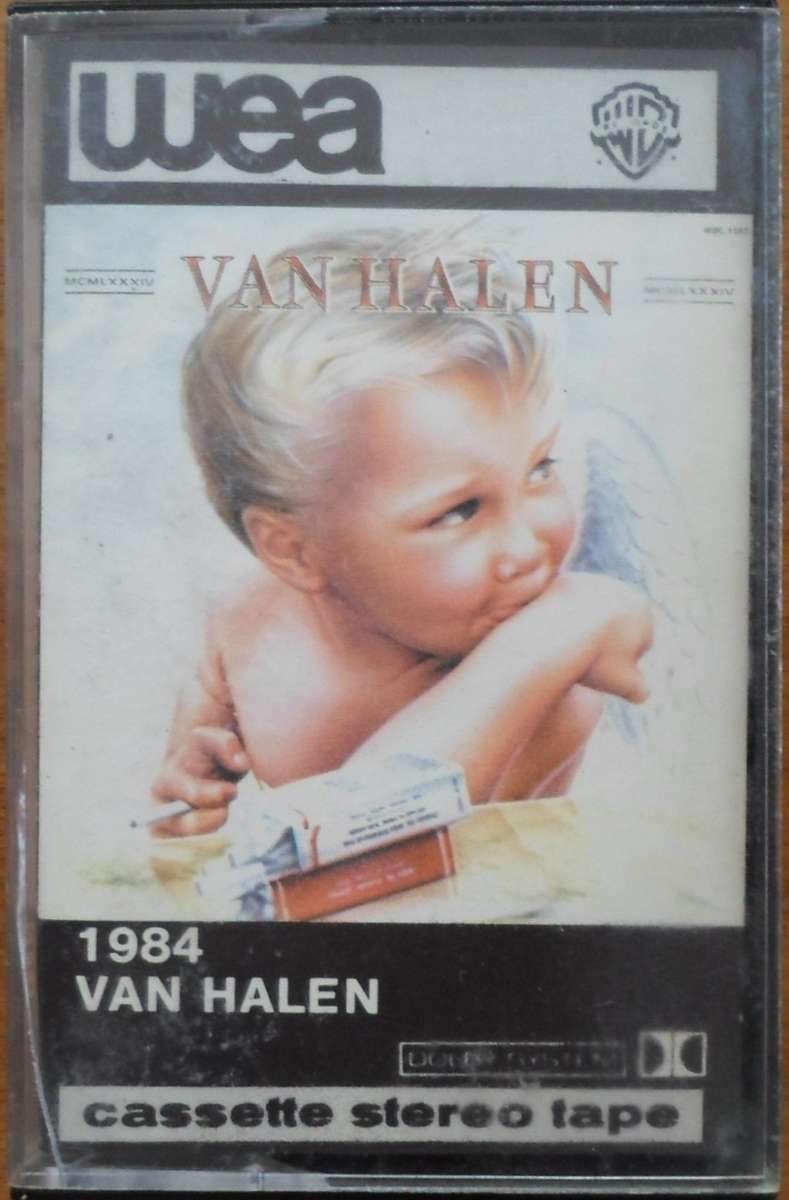 wea
VAN HALEN
MCMLXXXIV
MCMLXXXIV
1984
VAN HALEN
DOLBY SYSTEM
cassette stereo tape